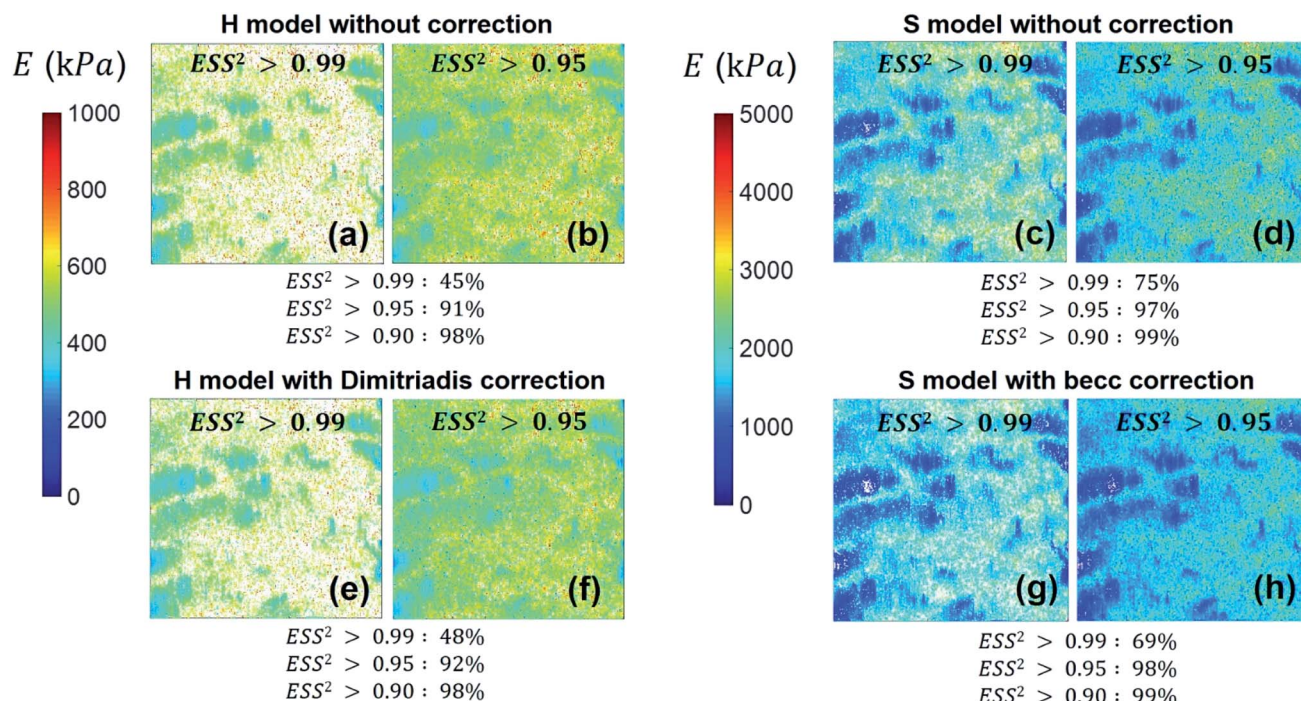 H model without correction
E (kPa)
1000
800
600
400
200
0
ESS² > 0.99
(a)
ESS² > 0.95
(b)
ESS² > 0.99 : 45%
ESS² > 0.95 : 91%
ESS² > 0.90 : 98%
S model without correction
E (kPa)
5000
4000
3000
2000
1000
0
ESS² > 0.99
(c)
ESS² > 0.95
(d)
ESS² > 0.99 : 75%
ESS² > 0.95 : 97%
ESS² > 0.90 : 99%
H model with Dimitriadis correction
ESS² > 0.99
(e)
ESS² > 0.95
(f)
ESS² > 0.99 : 48%
ESS² > 0.95 : 92%
ESS² > 0.90 : 98%
S model with becc correction
ESS² > 0.99
(g)
ESS² > 0.95
(h)
ESS² > 0.99 : 69%
ESS² > 0.95 : 98%
ESS² > 0.90 : 99%